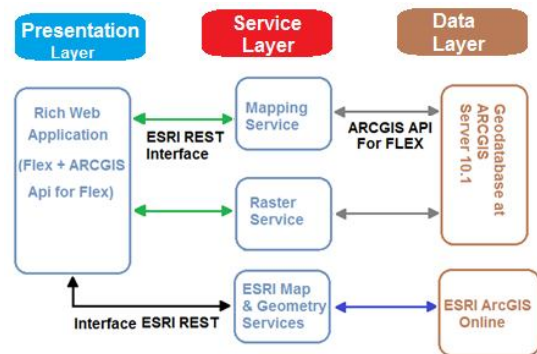 Presentation
Layer
Service
Layer
Data
Layer
Rich Web
Application
(Flex + ARCGIS
Api for Flex)
ESRI REST
Interface
Mapping
Service
ARCGIS API
For FLEX
Geodatabase at
ARCGIS
Server 10.1
Raster
Service
Interface ESRI REST
ESRI Map
& Geometry
Services
ESRI ArcGIS
Online